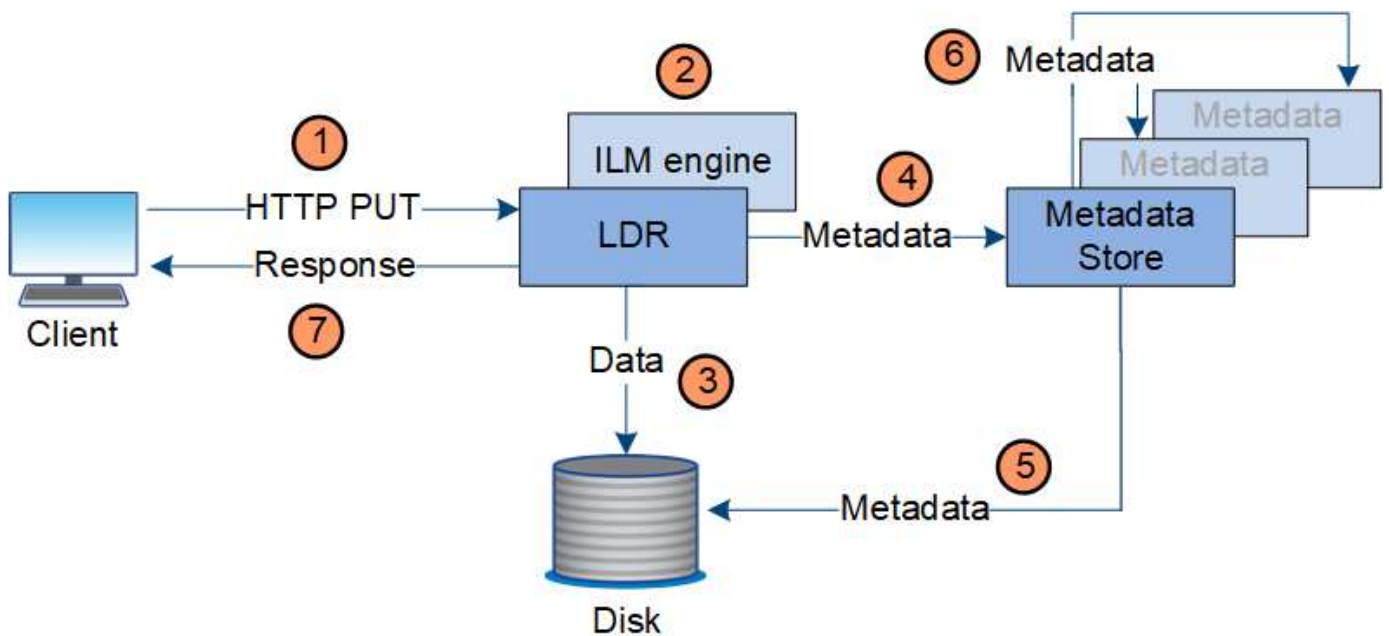 6
Metadata
2
Metadata
1
ILM engine
Metadata
4
HTTP PUT
LDR
Metadata
Metadata
Store
Response
7
Client
Data
3
5
Metadata
Disk